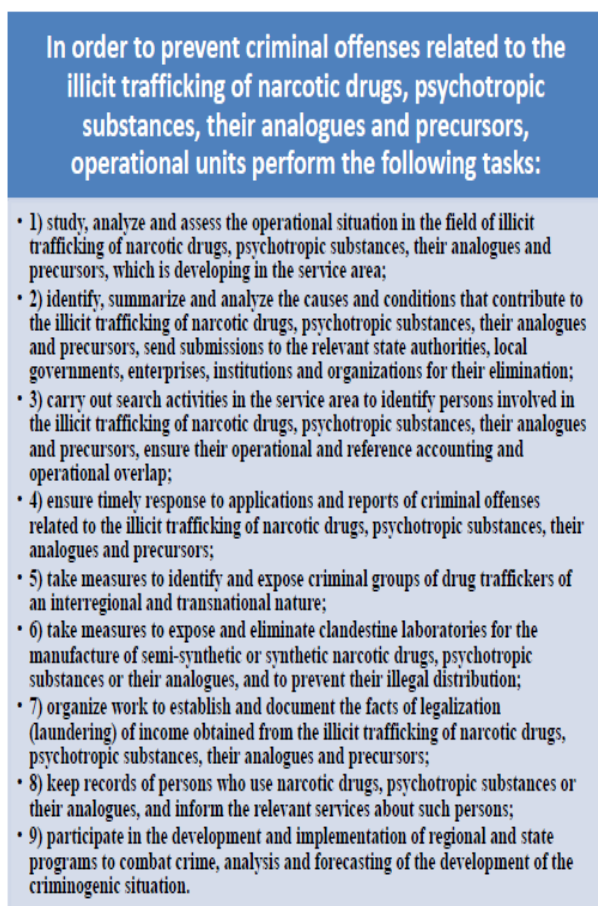 In order to prevent criminal offenses related to the
illicit trafficking of narcotic drugs, psychotropic
substances, their analogues and precursors,
operational units perform the following tasks:
• 1) study, analyze and assess the operational situation in the field of illicit
trafficking of narcotic drugs, psychotropic substances, their analogues and
precursors, which is developing in the service area;
• 2) identify, summarize and analyze the causes and conditions that contribute to
the illicit trafficking of narcotic drugs, psychotropic substances, their analogues
and precursors, send submissions to the relevant state authorities, local
governments, enterprises, institutions and organizations for their elimination;
• 3) carry out search activities in the service area to identify persons involved in
the illicit trafficking of narcotic drugs, psychotropic substances, their analogues
and precursors, ensure their operational and reference accounting and
operational overlap;
• 4) ensure timely response to applications and reports of criminal offenses
related to the illicit trafficking of narcotic drugs, psychotropic substances, their
analogues and precursors;
• 5) take measures to identify and expose criminal groups of drug traffickers of
an interregional and transnational nature;
• 6) take measures to expose and eliminate clandestine laboratories for the
manufacture of semi-synthetic or synthetic narcotic drugs, psychotropic
substances or their analogues, and to prevent their illegal distribution;
• 7) organize work to establish and document the facts of legalization
(laundering) of income obtained from the illicit trafficking of narcotic drugs,
psychotropic substances, their analogues and precursors;
• 8) keep records of persons who use narcotic drugs, psychotropic substances or
their analogues, and inform the relevant services about such persons;
• 9) participate in the development and implementation of regional and state
programs to combat crime, analysis and forecasting of the development of the
criminogenic situation.